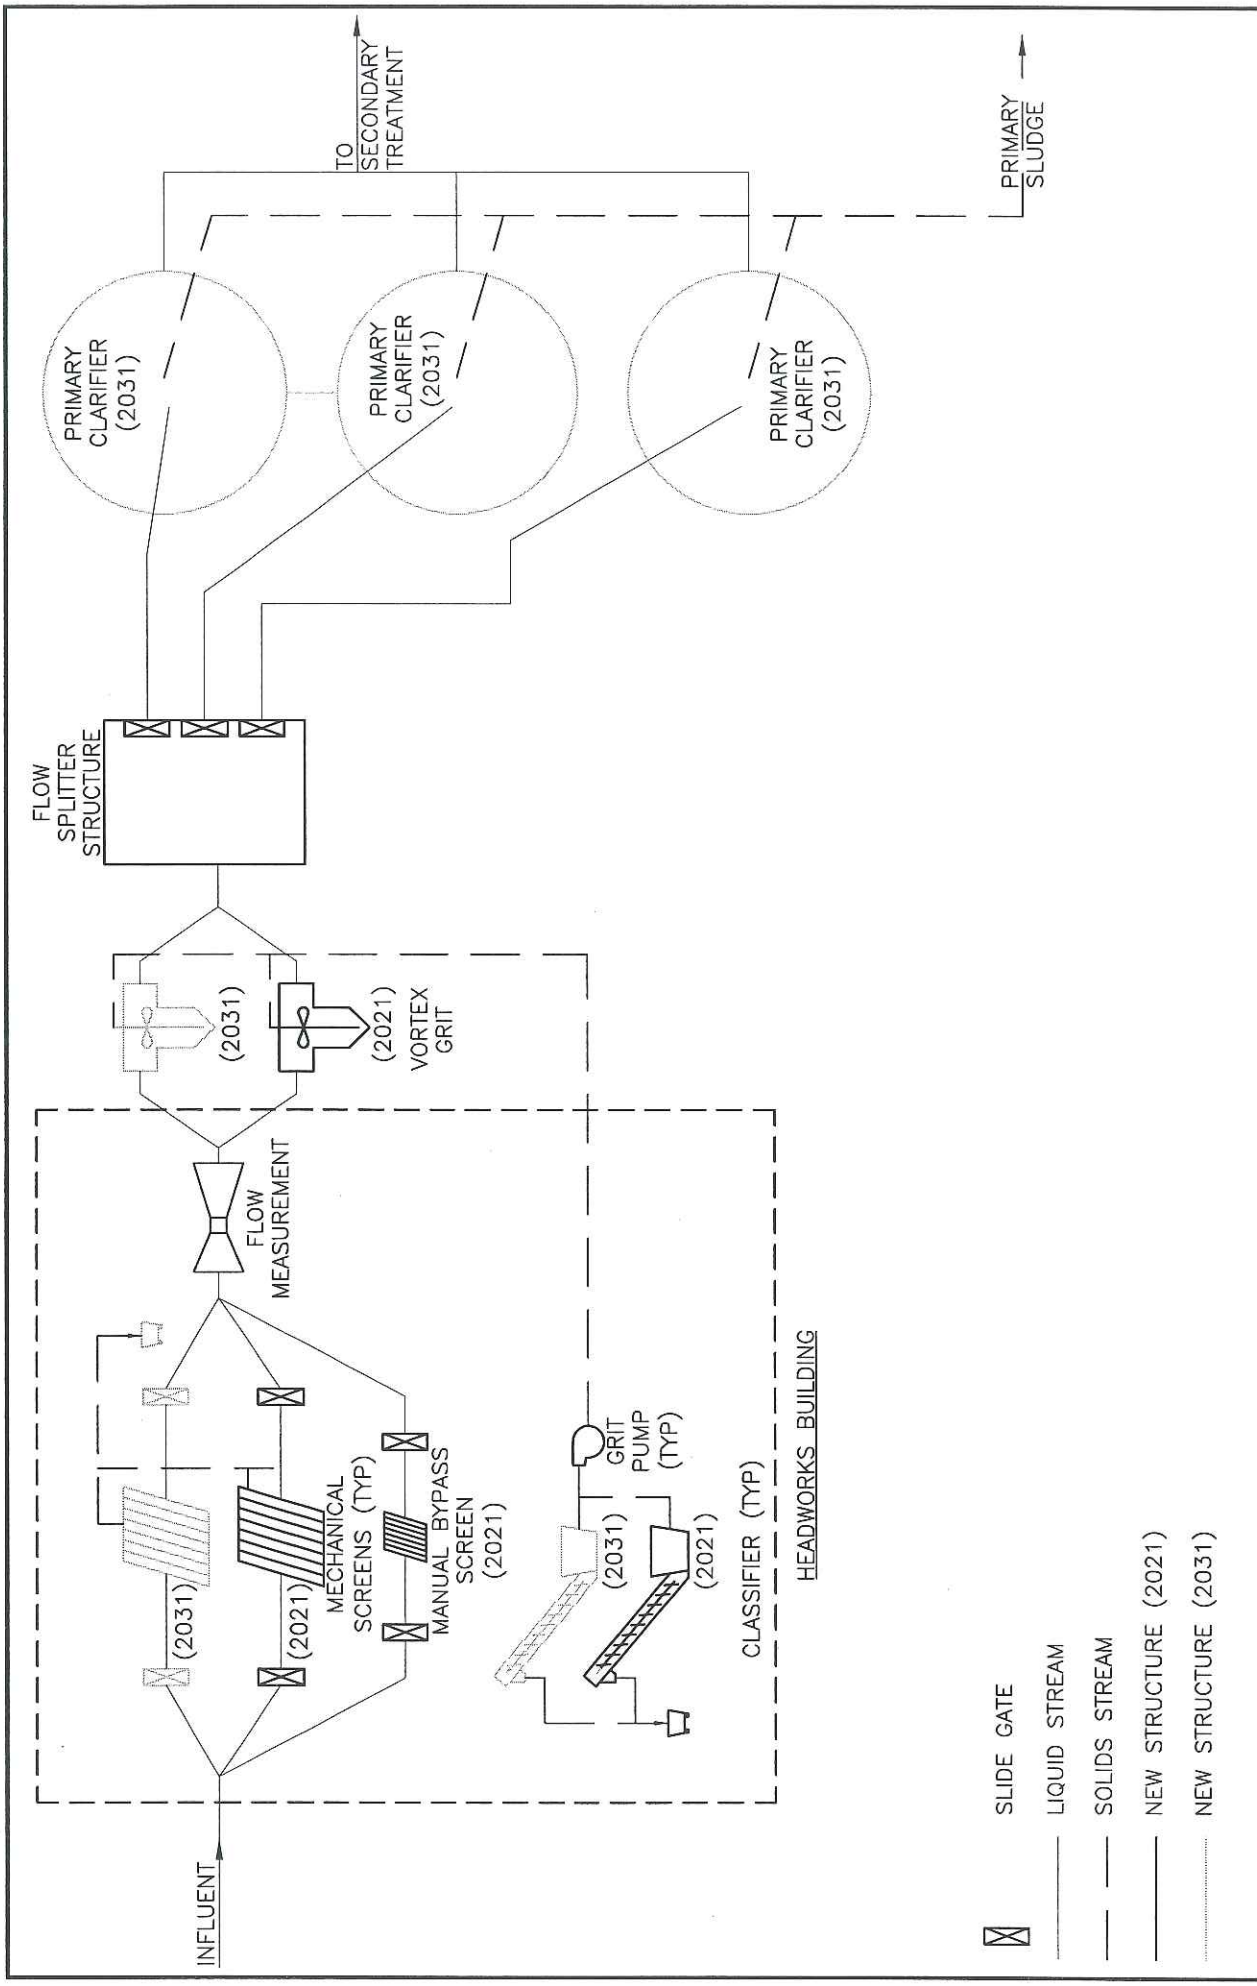 INFLUENT
(2031)
(2021)
MECHANICAL
SCREENS (TYP)
MANUAL BYPASS
SCREEN
(2021)
FLOW
MEASUREMENT
(2031)
(2021)
VORTEX
GRIT
FLOW
SPLITTER
STRUCTURE
PRIMARY
CLARIFIER
(2031)
PRIMARY
CLARIFIER
(2031)
PRIMARY
CLARIFIER
(2031)
TO
SECONDARY
TREATMENT
PRIMARY
SLUDGE
GRIT
PUMP
(TYP)
(2031)
(2021)
CLASSIFIER (TYP)
HEADWORKS BUILDING
SLIDE GATE
LIQUID STREAM
SOLIDS STREAM
NEW STRUCTURE (2021)
NEW STRUCTURE (2031)